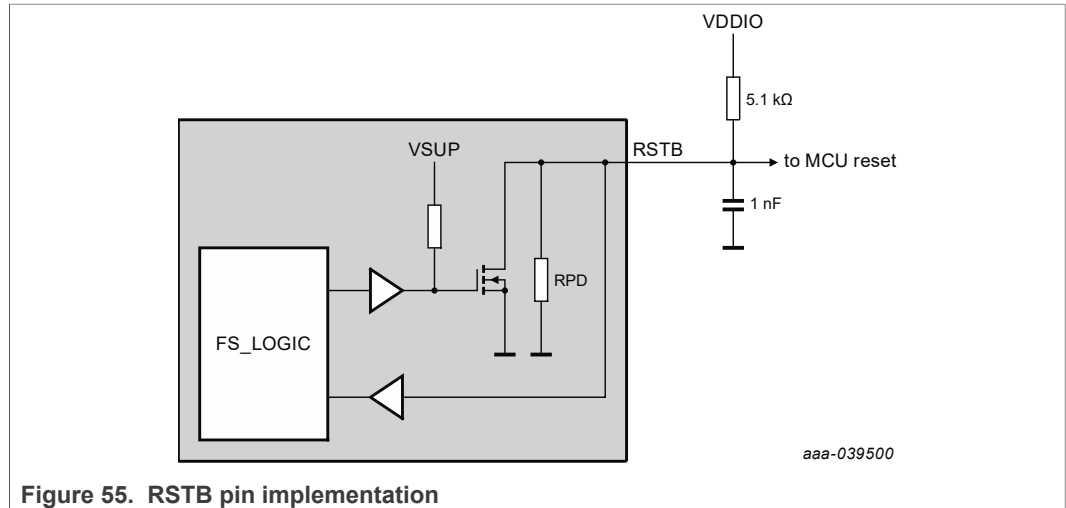 VDDIO
5.1 kΩ
VSUP
RSTB
to MCU reset
1 nF
RPD
FS_LOGIC
aaa-039500
Figure 55. RSTB pin implementation